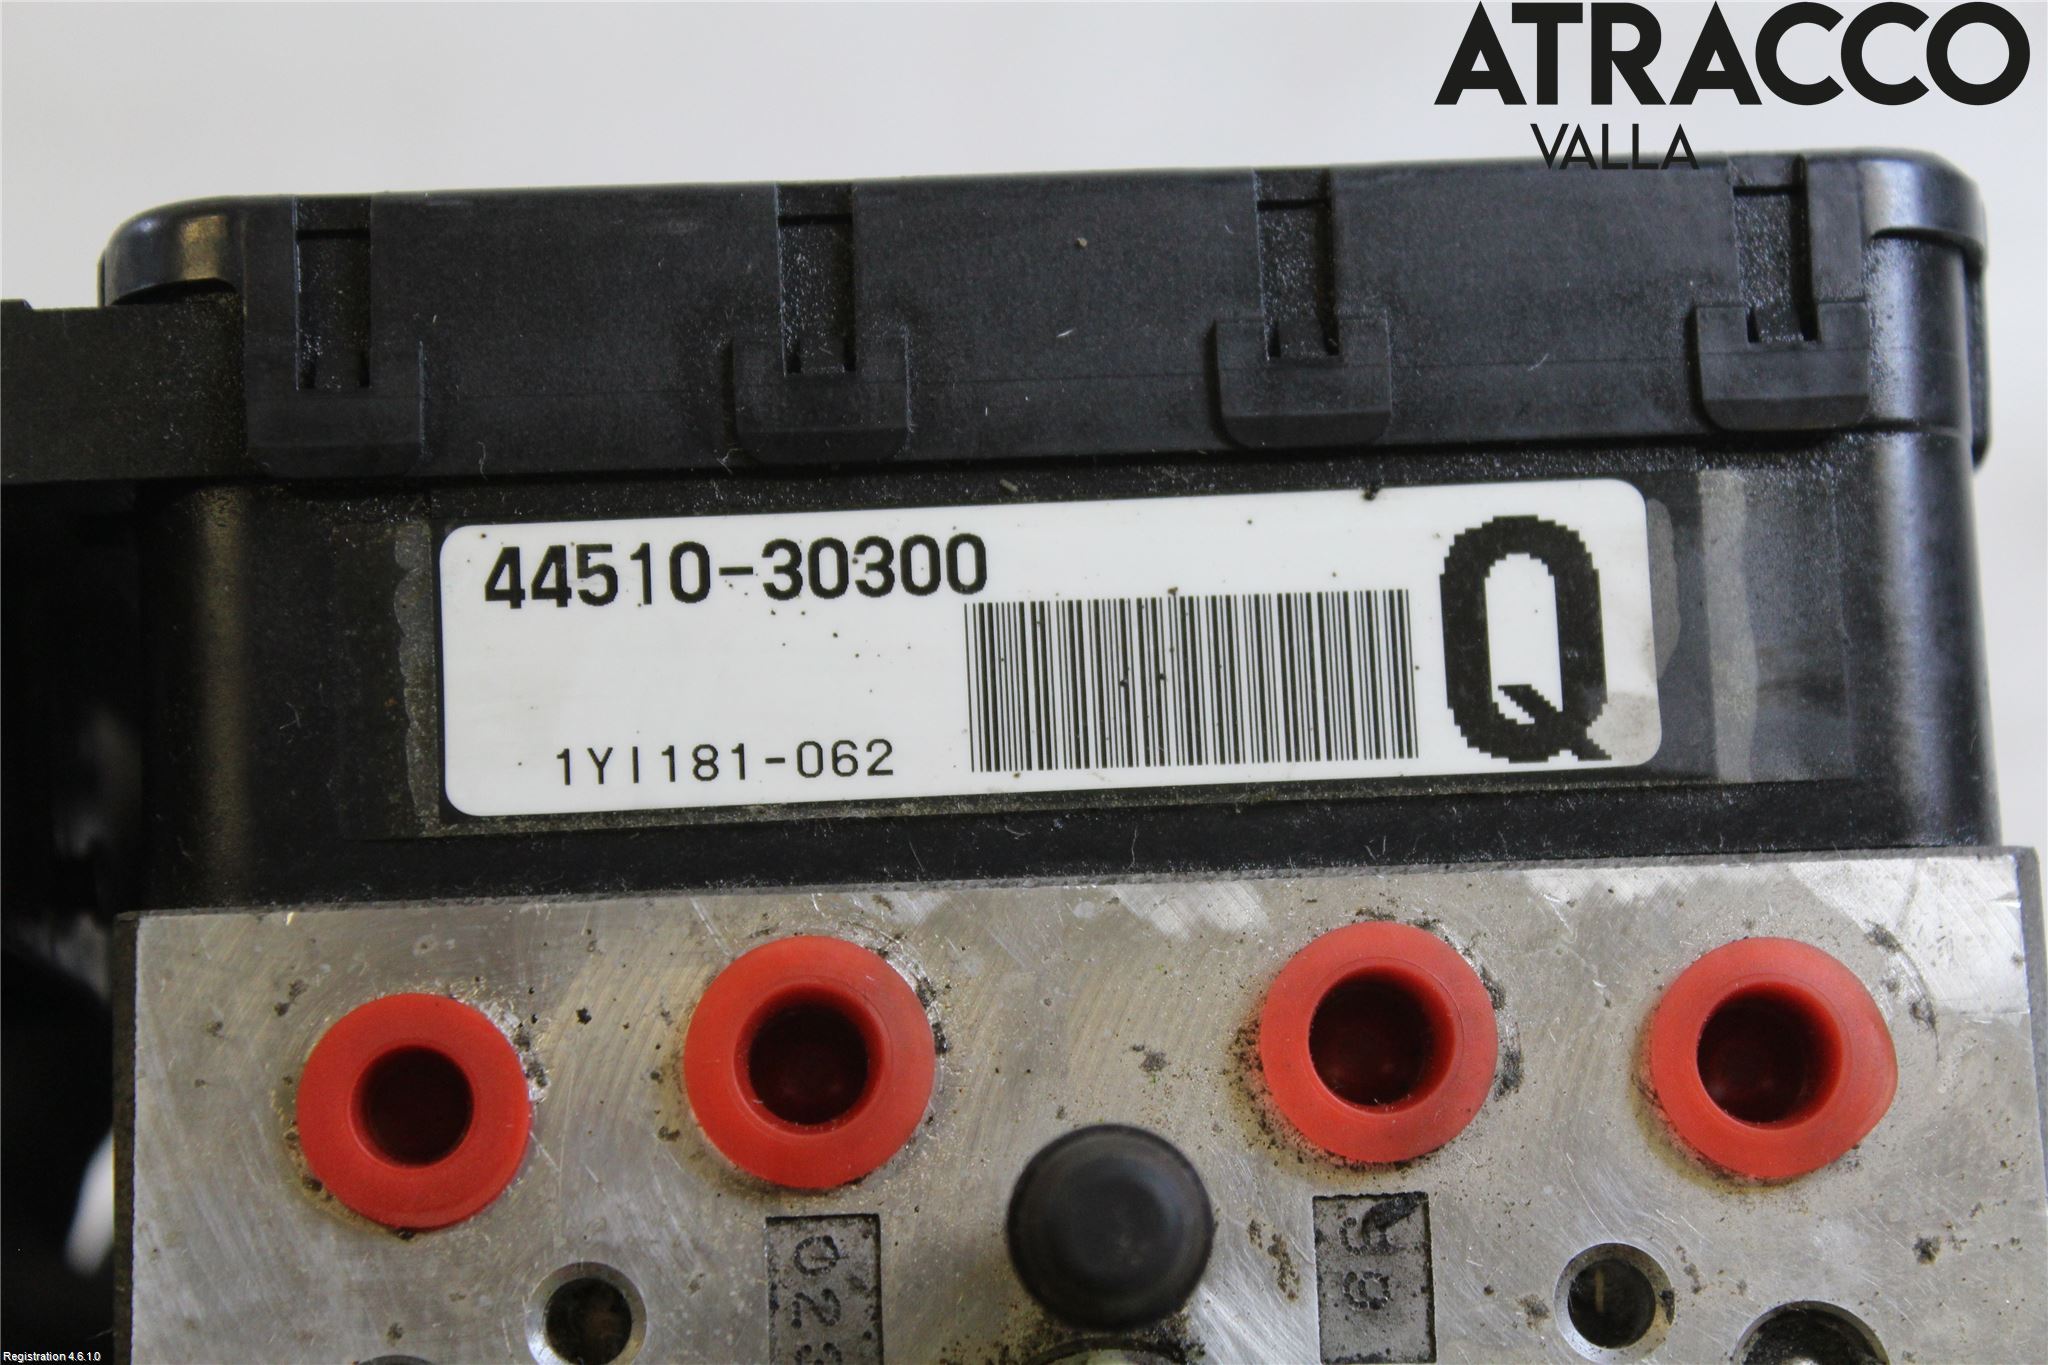 ATRACCO
VALLA
44510-30300
Q
1YI181-062
Registration 4.6.1.0